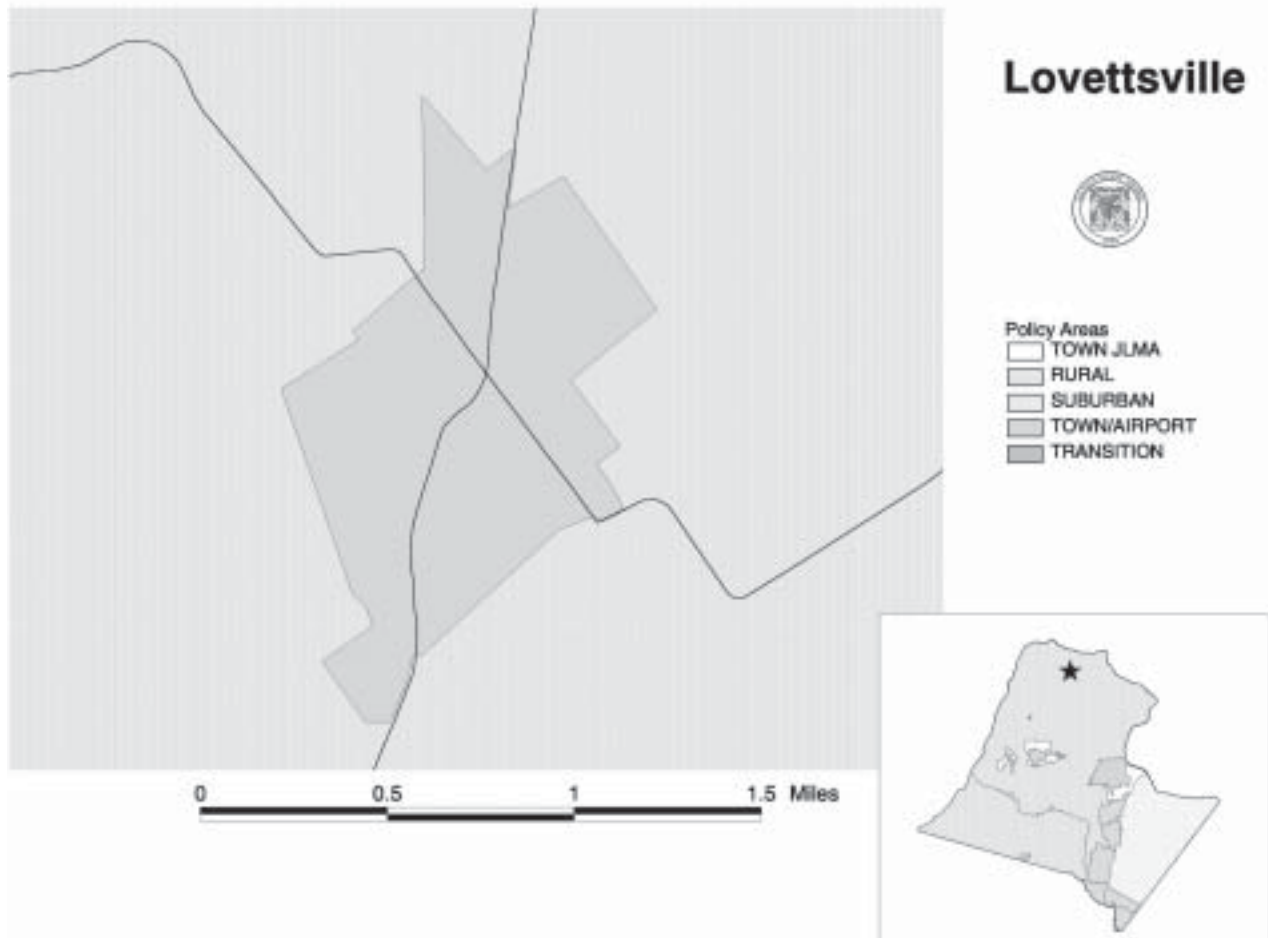 Lovettsville
Policy Areas
TOWN JLMA
RURAL
SUBURBAN
TOWN/AIRPORT
TRANSITION
0 0.5 1 1.5 Miles